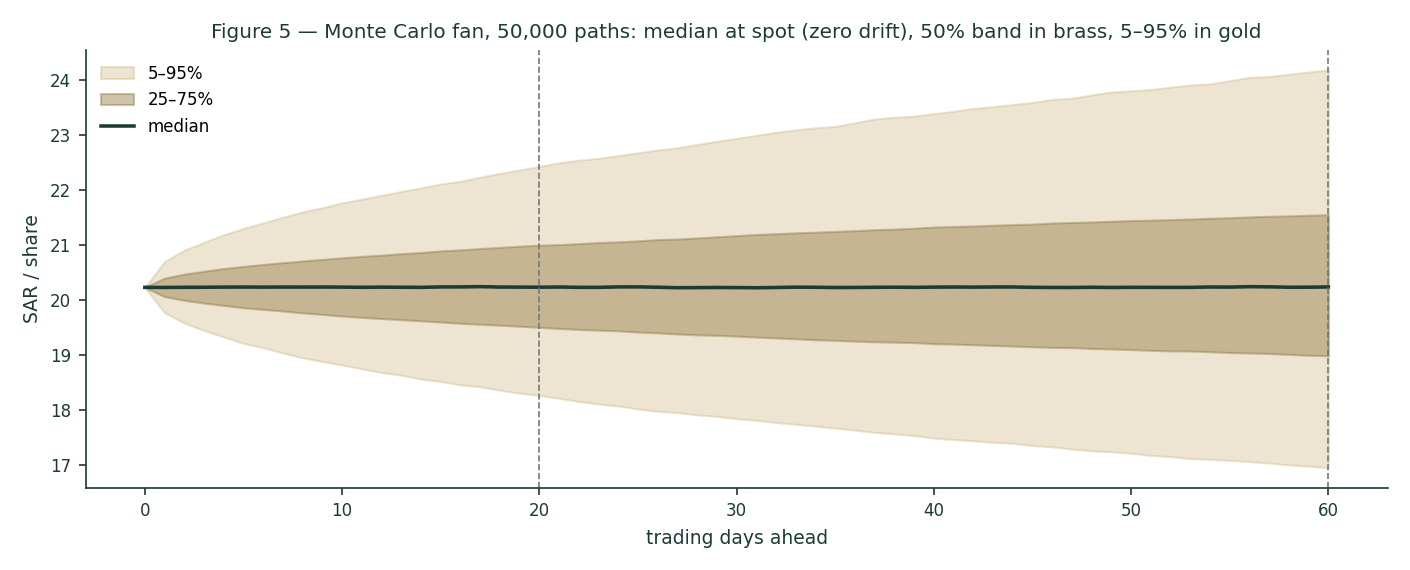 Figure 5 — Monte Carlo fan, 50,000 paths: median at spot (zero drift), 50% band in brass, 5–95% in gold
5–95%
25–75%
median
SAR / share
24
23
22
21
20
19
18
17
0 10 20 30 40 50 60
trading days ahead